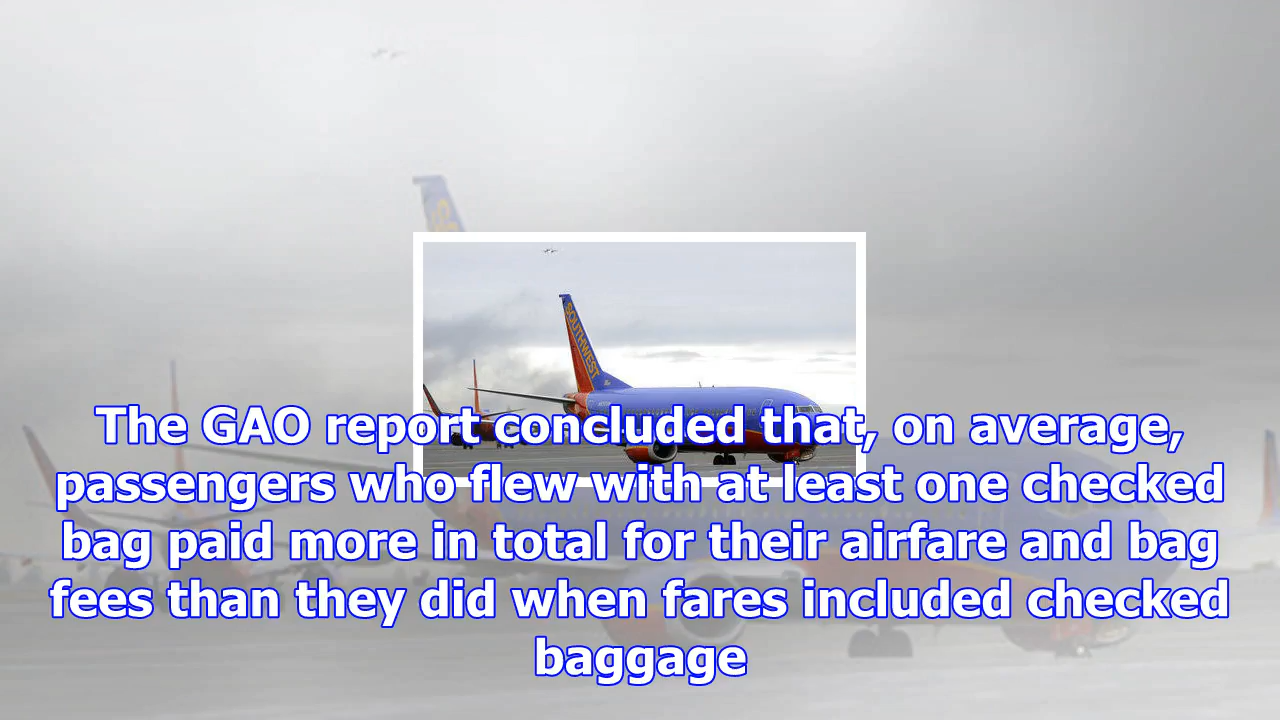 SOUTHWEST
The GAO report concluded that, on average,
passengers who flew with at least one checked
bag paid more in total for their airfare and bag
fees than they did when fares included checked
baggage